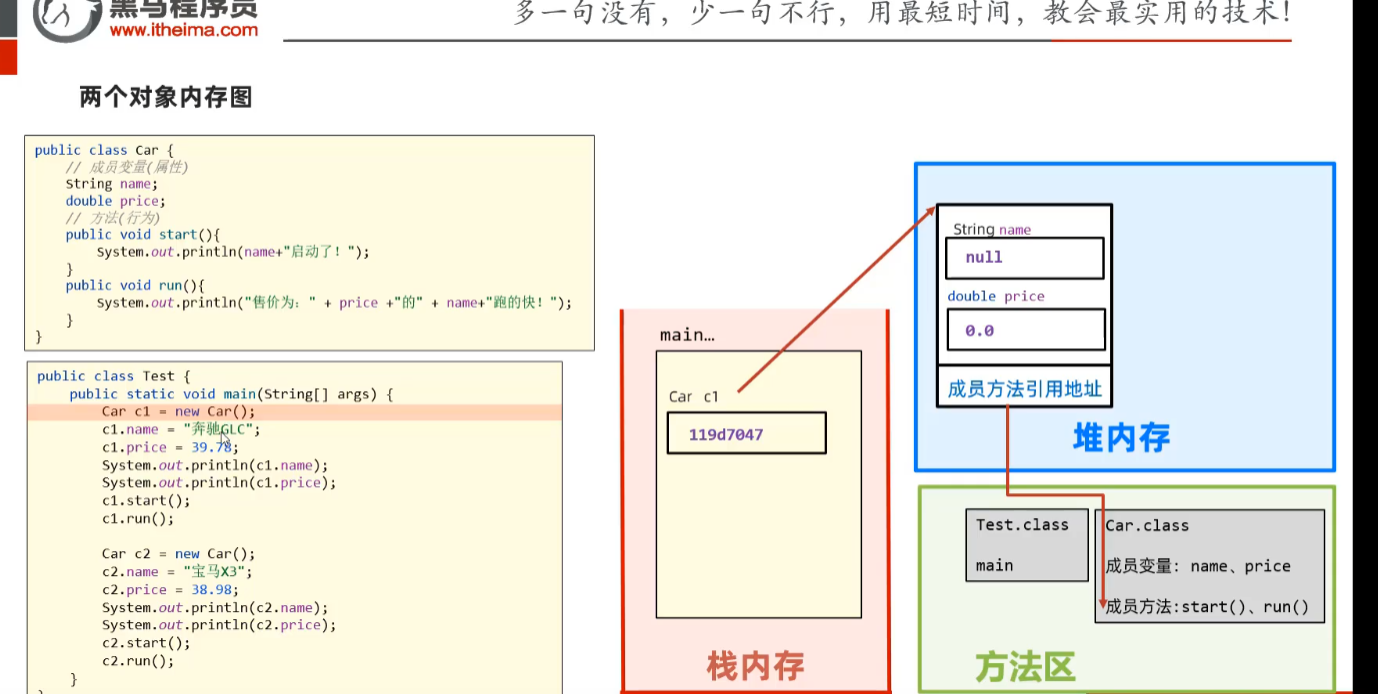 黑马程序员
www.itheima.com
多一句没有，少一句不行，用最短时间，教会最实用的技术！
两个对象内存图
public class Car {
// 成员变量(属性)
String name;
double price;
// 方法(行为)
public void start(){
System.out.println(name+"启动了！");
}
public void run(){
System.out.println("售价为：" + price +"的" + name+"跑的快！");
}
}
public class Test {
public static void main(String[] args) {
Car c1 = new Car();
c1.name = "奔驰GLC";
c1.price = 39.78;
System.out.println(c1.name);
System.out.println(c1.price);
c1.start();
c1.run();
Car c2 = new Car();
c2.name = "宝马X3";
c2.price = 38.98;
System.out.println(c2.name);
System.out.println(c2.price);
c2.start();
c2.run();
}
main…
Car c1
119d7047
栈内存
String name
null
double price
0.0
成员方法引用地址
堆内存
Test.class
main
Car.class
成员变量：name、price
成员方法:start()、run()
方法区